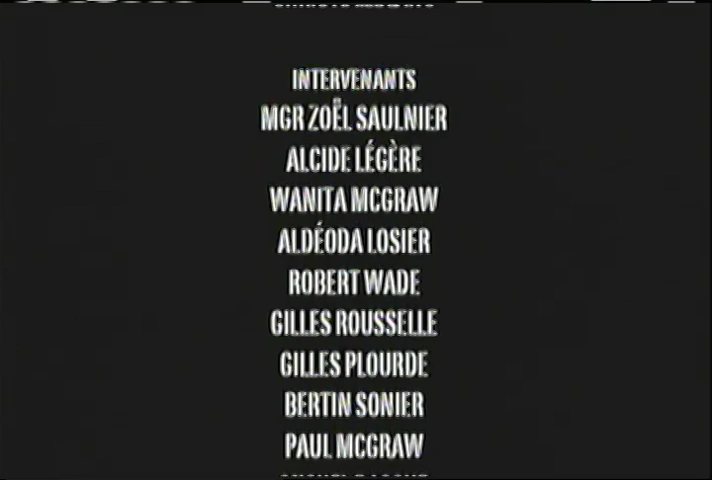 INTERVENANTS
MGR ZOËL SAULNIER
ALCIDE LÉGÈRE
WANITA MCGRAW
ALDÉODA LOSIER
ROBERT WADE
GILLES ROUSSELLE
GILLES PLOURDE
BERTIN SONIER
PAUL MCGRAW